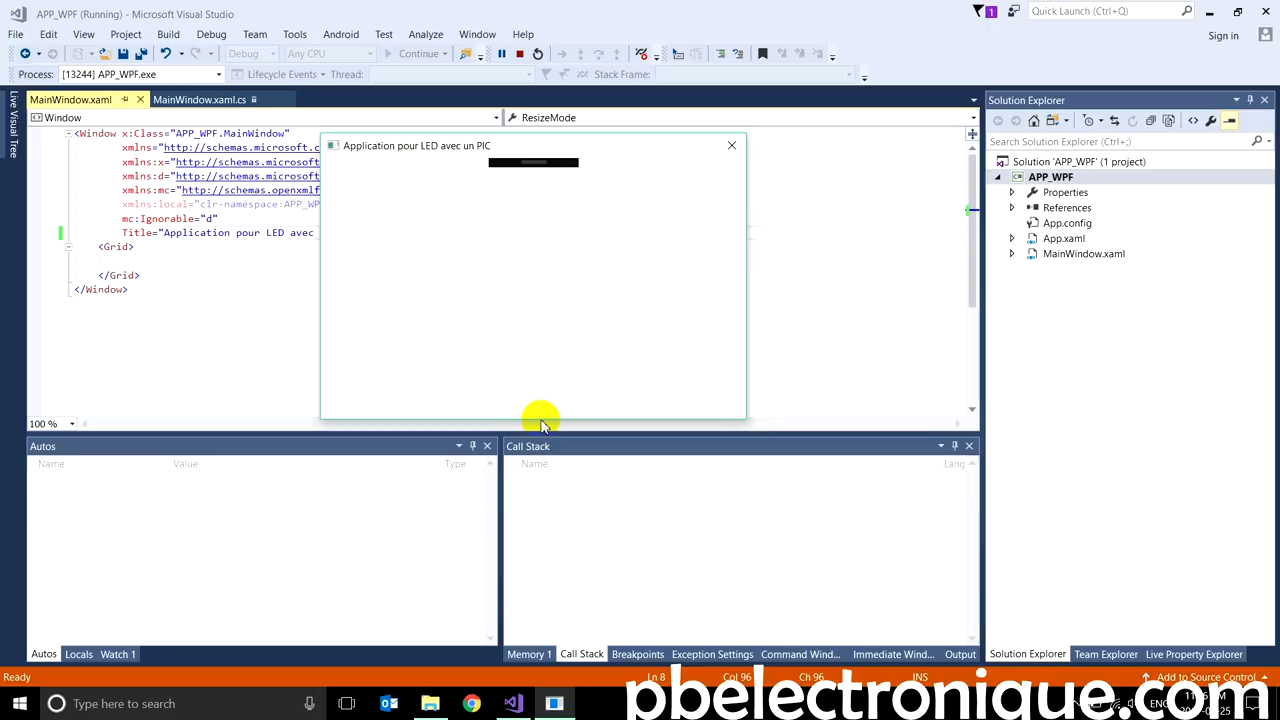 APP_WPF (Running) - Microsoft Visual Studio
1
Quick Launch (Ctrl+Q)
File Edit View Project Build Debug Team Tools Android Test Analyze Window Help
Sign in
Debug Any CPU Continue
Process: [13244] APP_WPF.exe Lifecycle Events Thread: Stack Frame:
Live Visual Tree
MainWindow.xaml MainWindow.xaml.cs
Window ResizeMode
<Window x:Class="APP_WPF.MainWindow"
xmlns="http://schemas.microsoft.c
xmlns:x="http://schemas.microsoft
xmlns:d="http://schemas.microsoft
xmlns:mc="http://schemas.openxmlf
xmlns:local="clr-namespace:APP_WP
mc:Ignorable="d"
Title="Application pour LED avec
<Grid>
</Grid>
</Window>
Application pour LED avec un PIC
100 %
Solution Explorer
Search Solution Explorer (Ctrl+;)
Solution 'APP_WPF' (1 project)
APP_WPF
Properties
References
App.config
App.xaml
MainWindow.xaml
Autos
Name Value Type
Call Stack
Name Lang
Autos Locals Watch 1
Memory 1 Call Stack Breakpoints Exception Settings Command Wind... Immediate Wind... Output
Solution Explorer Team Explorer Live Property Explorer
Ready Ln 8 Col 96 Ch 96 INS Add to Source Control
Type here to search
pbelectronique.com